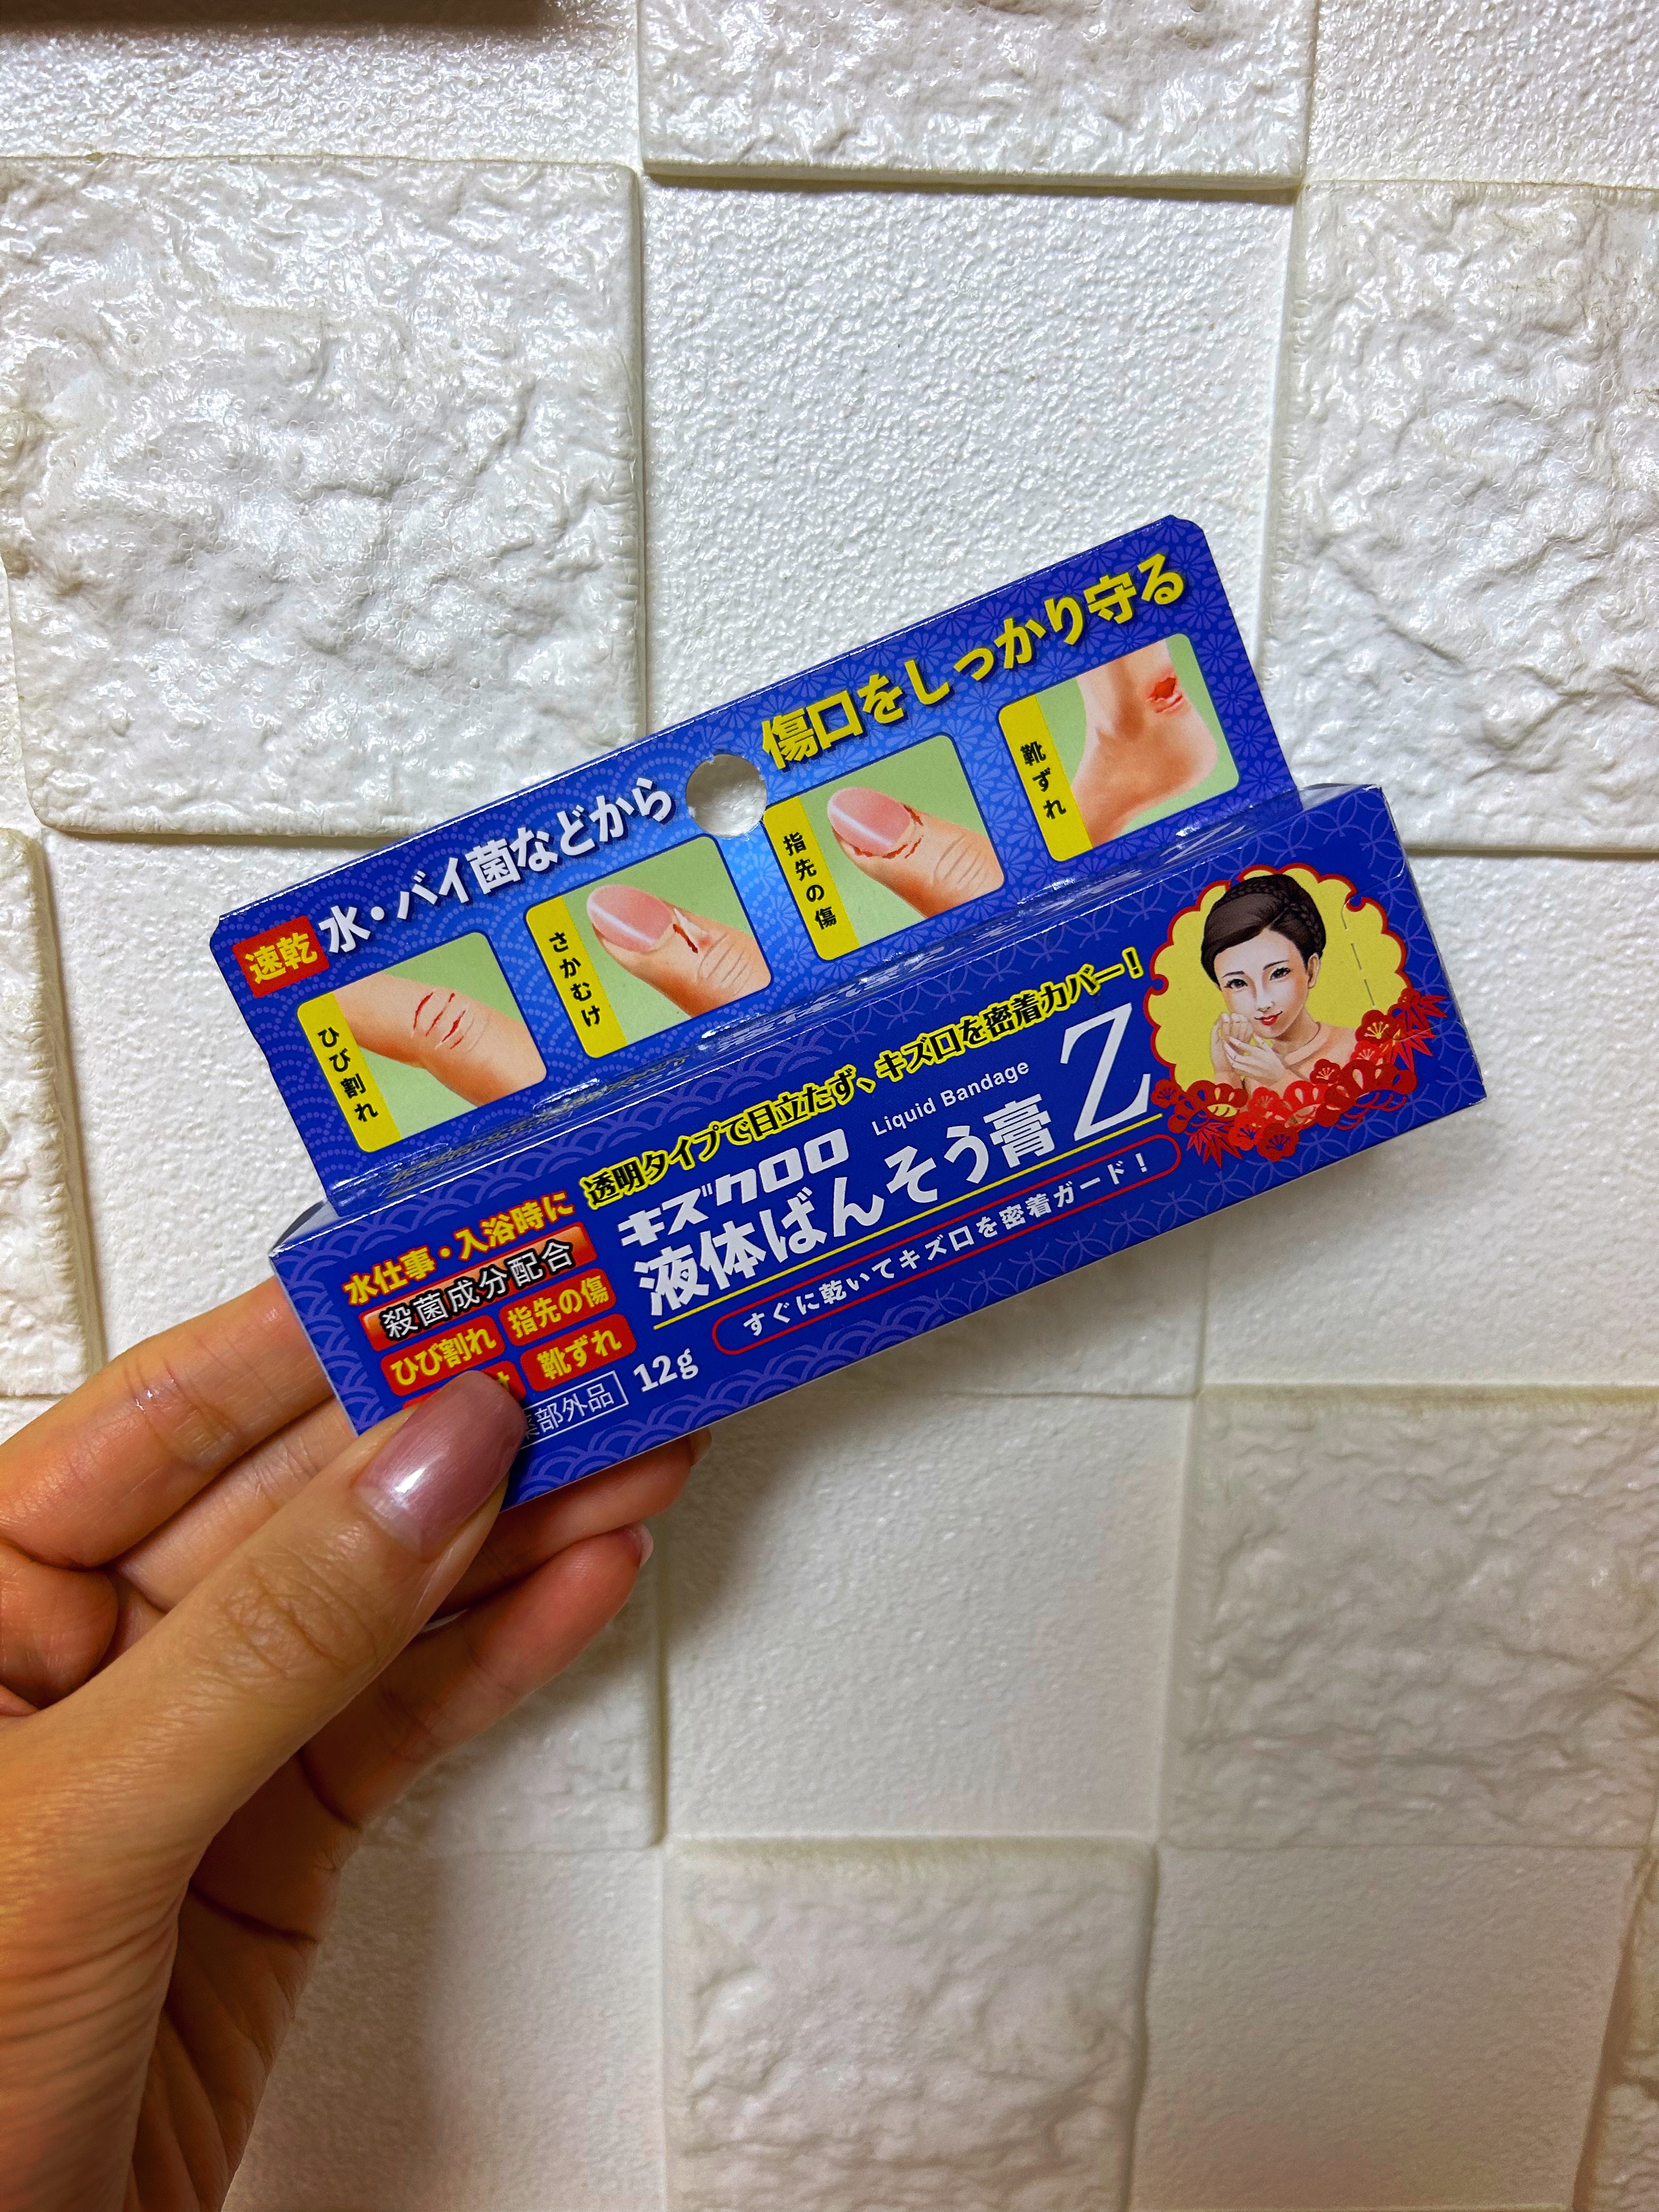 速乾 水・バイ菌などから 傷口をしっかり守る
ひび割れ
さかむけ
指先の傷
靴ずれ
透明タイプで目立たず、キズ口を密着カバー!
キズクロロ Liquid Bandage
液体ばんそう膏 Z
すぐに乾いてキズ口を密着ガード!
水仕事・入浴時に
殺菌成分配合
ひび割れ 指先の傷
け 靴ずれ
薬部外品 12g